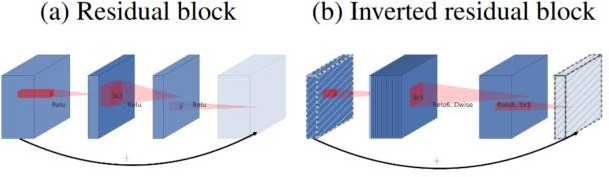 (a) Residual block
(b) Inverted residual block
Relu
3x3
Relu
Relu
+
3x3
Relu6, Dwise
Relu6, 1x1
+